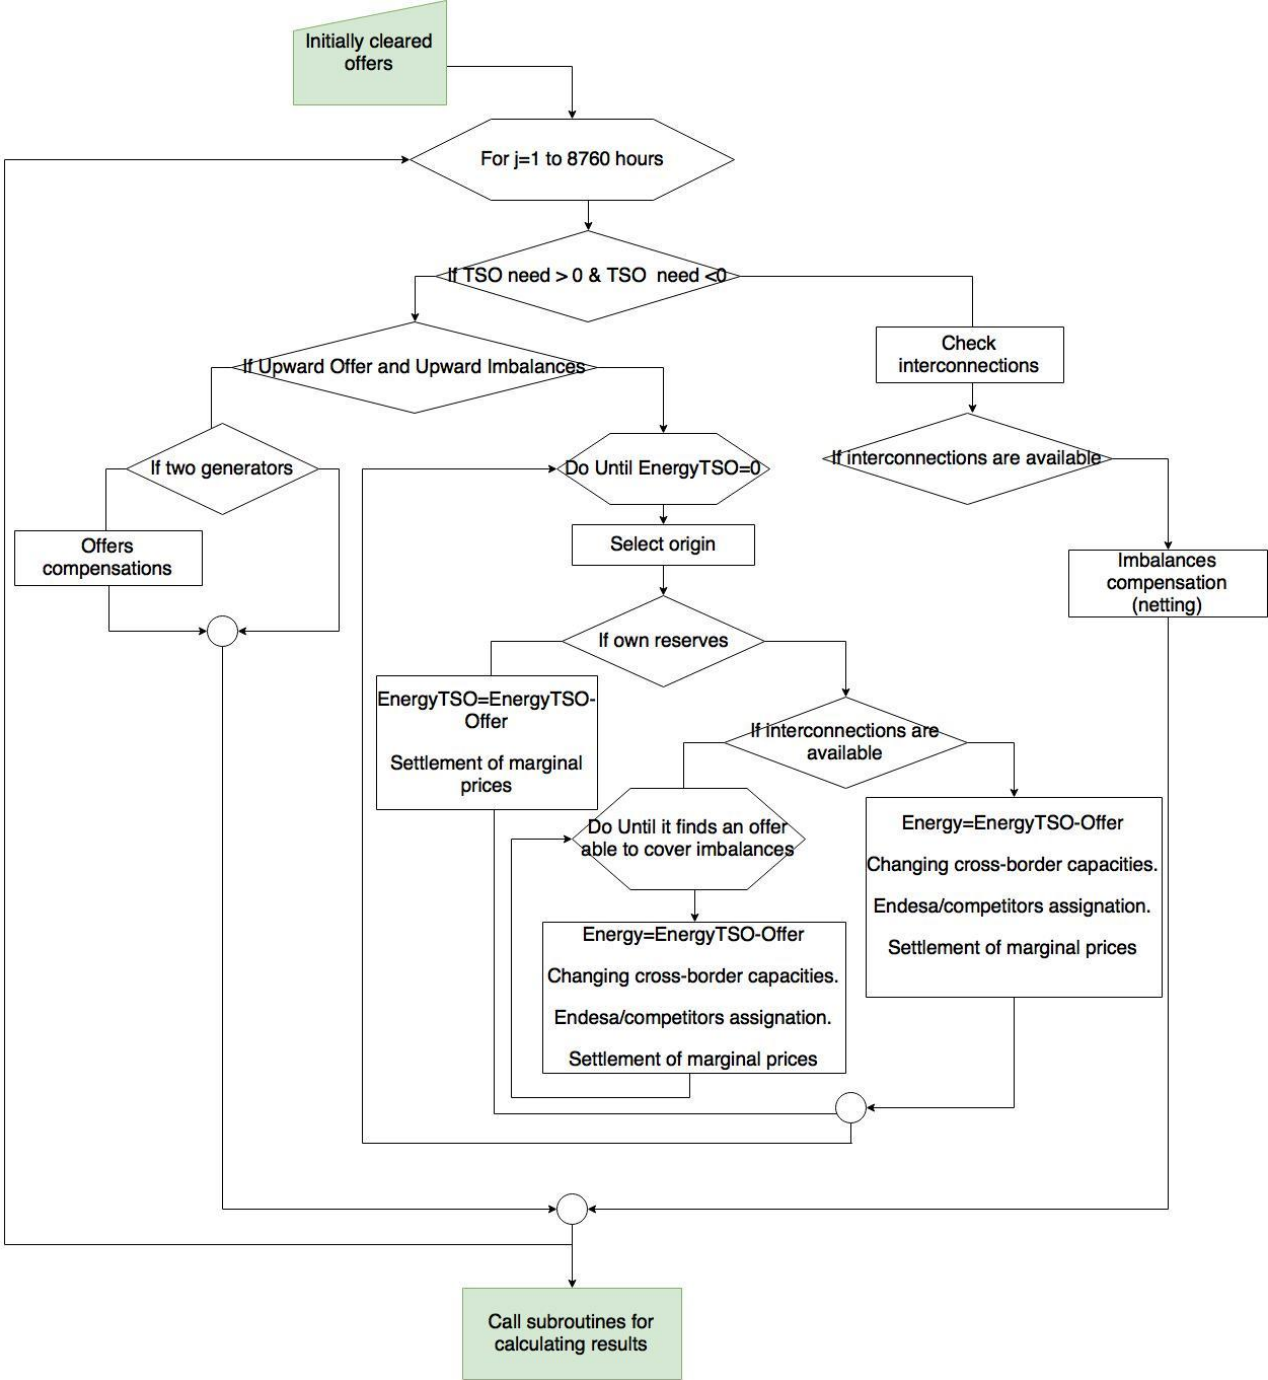 Initially cleared
offers
For j=1 to 8760 hours
If TSO need > 0 & TSO  need <0
If Upward Offer and Upward Imbalances
Check
interconnections
If two generators
Do Until EnergyTSO=0
If interconnections are available
Offers
compensations
Select origin
Imbalances
compensation
(netting)
If own reserves
EnergyTSO=EnergyTSO-
Offer
Settlement of marginal
prices
If interconnections are
available
Do Until it finds an offer
able to cover imbalances
Energy=EnergyTSO-Offer
Changing cross-border capacities.
Endesa/competitors assignation.
Settlement of marginal prices
Energy=EnergyTSO-Offer
Changing cross-border capacities.
Endesa/competitors assignation.
Settlement of marginal prices
Call subroutines for
calculating results